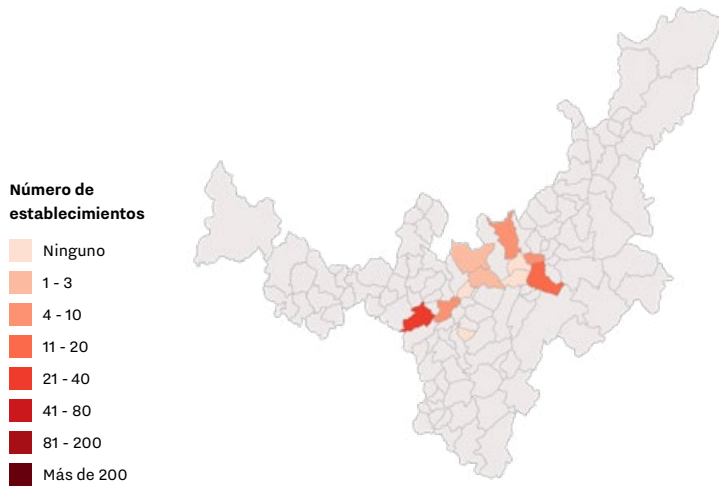 Número de
establecimientos
Ninguno
1 - 3
4 - 10
11 - 20
21 - 40
41 - 80
81 - 200
Más de 200